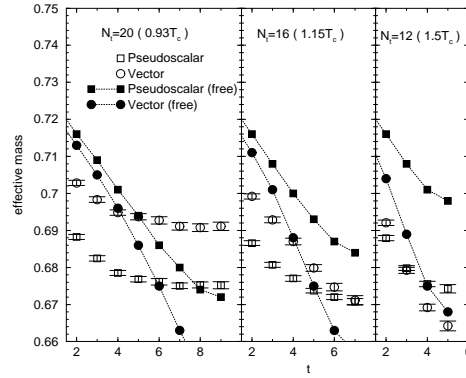 0.75
0.74
0.73
0.72
0.71
0.7
0.69
0.68
0.67
0.66
effective mass
N_t=20 ( 0.93T_c )
N_t=16 ( 1.15T_c )
N_t=12 ( 1.5T_c )
Pseudoscalar
Vector
Pseudoscalar (free)
Vector (free)
2 4 6 8
2 4 6
2 4
t